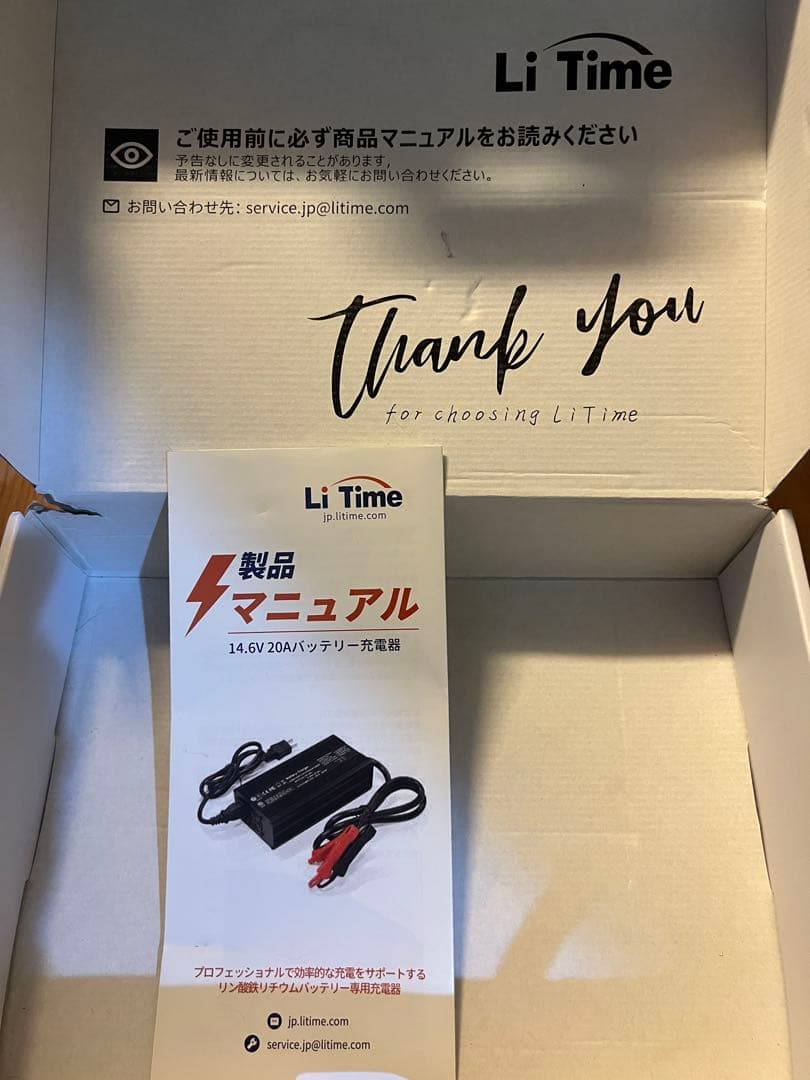 Li Time
ご使用前に必ず商品マニュアルをお読みください
予告なしに変更されることがあります,
最新情報については、お気軽にお問い合わせください。
お問い合わせ先: service.jp@litime.com
Thank you
for choosing LiTime
Li Time
jp.litime.com
製品
マニュアル
14.6V 20Aバッテリー充電器
プロフェッショナルで効率的な充電をサポートする
リン酸鉄リチウムバッテリー専用充電器
jp.litime.com
service.jp@litime.com